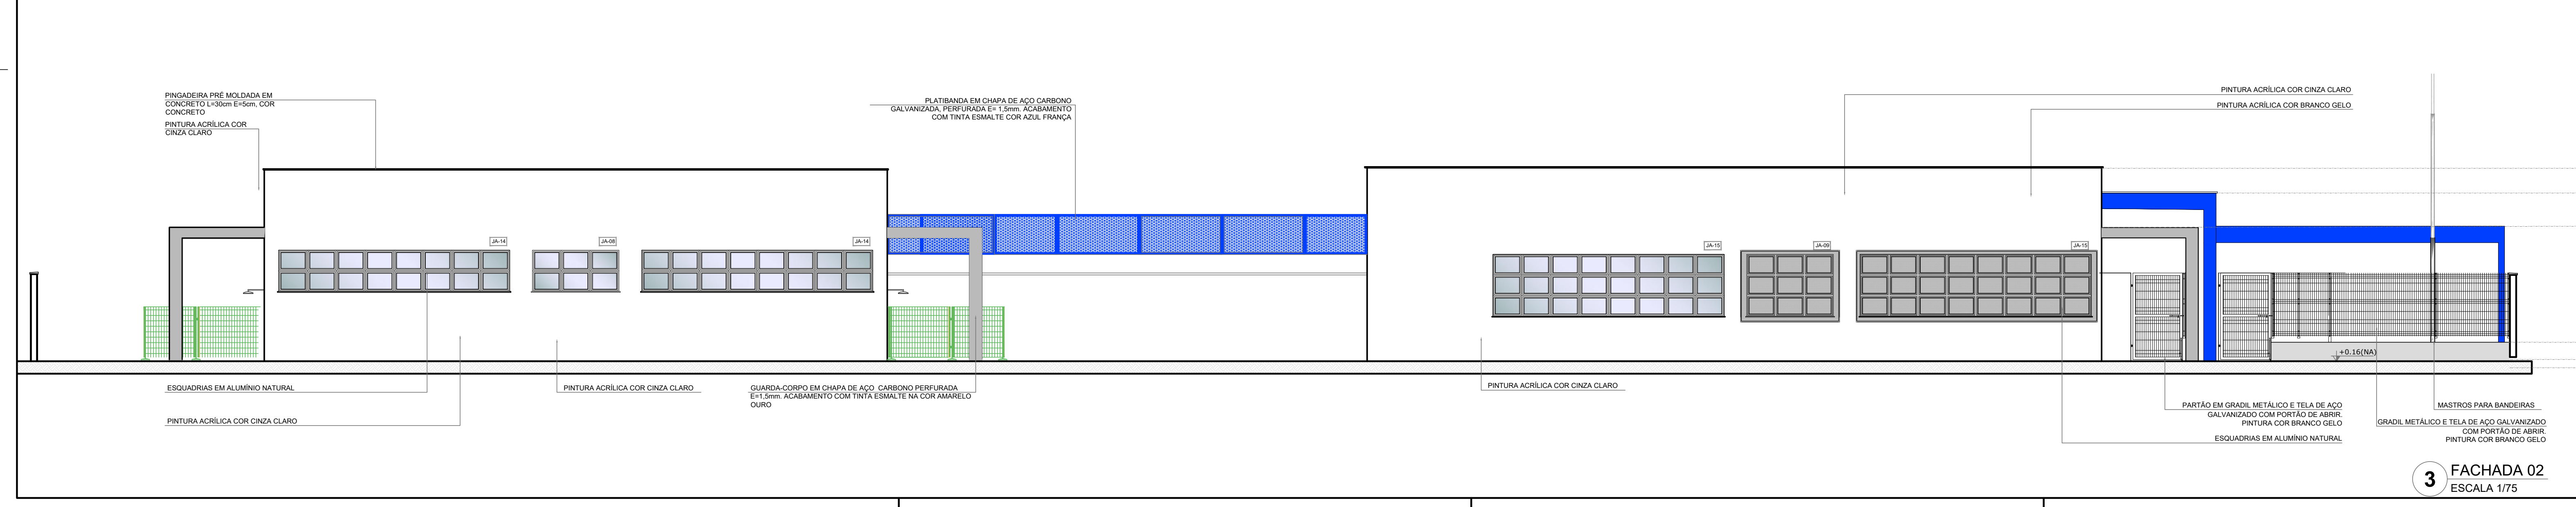 PINGADEIRA PRÉ MOLDADA EM
CONCRETO L=30cm E=5cm, COR
CONCRETO
PINTURA ACRÍLICA COR
CINZA CLARO
PLATIBANDA EM CHAPA DE AÇO CARBONO
GALVANIZADA, PERFURADA E= 1,5mm. ACABAMENTO
COM TINTA ESMALTE COR AZUL FRANÇA
PINTURA ACRÍLICA COR CINZA CLARO
PINTURA ACRÍLICA COR BRANCO GELO
JA-14
JA-08
JA-14
JA-15
JA-09
JA-15
+0.16(NA)
ESQUADRIAS EM ALUMÍNIO NATURAL
PINTURA ACRÍLICA COR CINZA CLARO
PINTURA ACRÍLICA COR CINZA CLARO
GUARDA-CORPO EM CHAPA DE AÇO CARBONO PERFURADA
E=1,5mm. ACABAMENTO COM TINTA ESMALTE NA COR AMARELO
OURO
PINTURA ACRÍLICA COR CINZA CLARO
PARTÃO EM GRADIL METÁLICO E TELA DE AÇO
GALVANIZADO COM PORTÃO DE ABRIR.
PINTURA COR BRANCO GELO
ESQUADRIAS EM ALUMÍNIO NATURAL
MASTROS PARA BANDEIRAS
GRADIL METÁLICO E TELA DE AÇO GALVANIZADO
COM PORTÃO DE ABRIR.
PINTURA COR BRANCO GELO
3
FACHADA 02
ESCALA 1/75